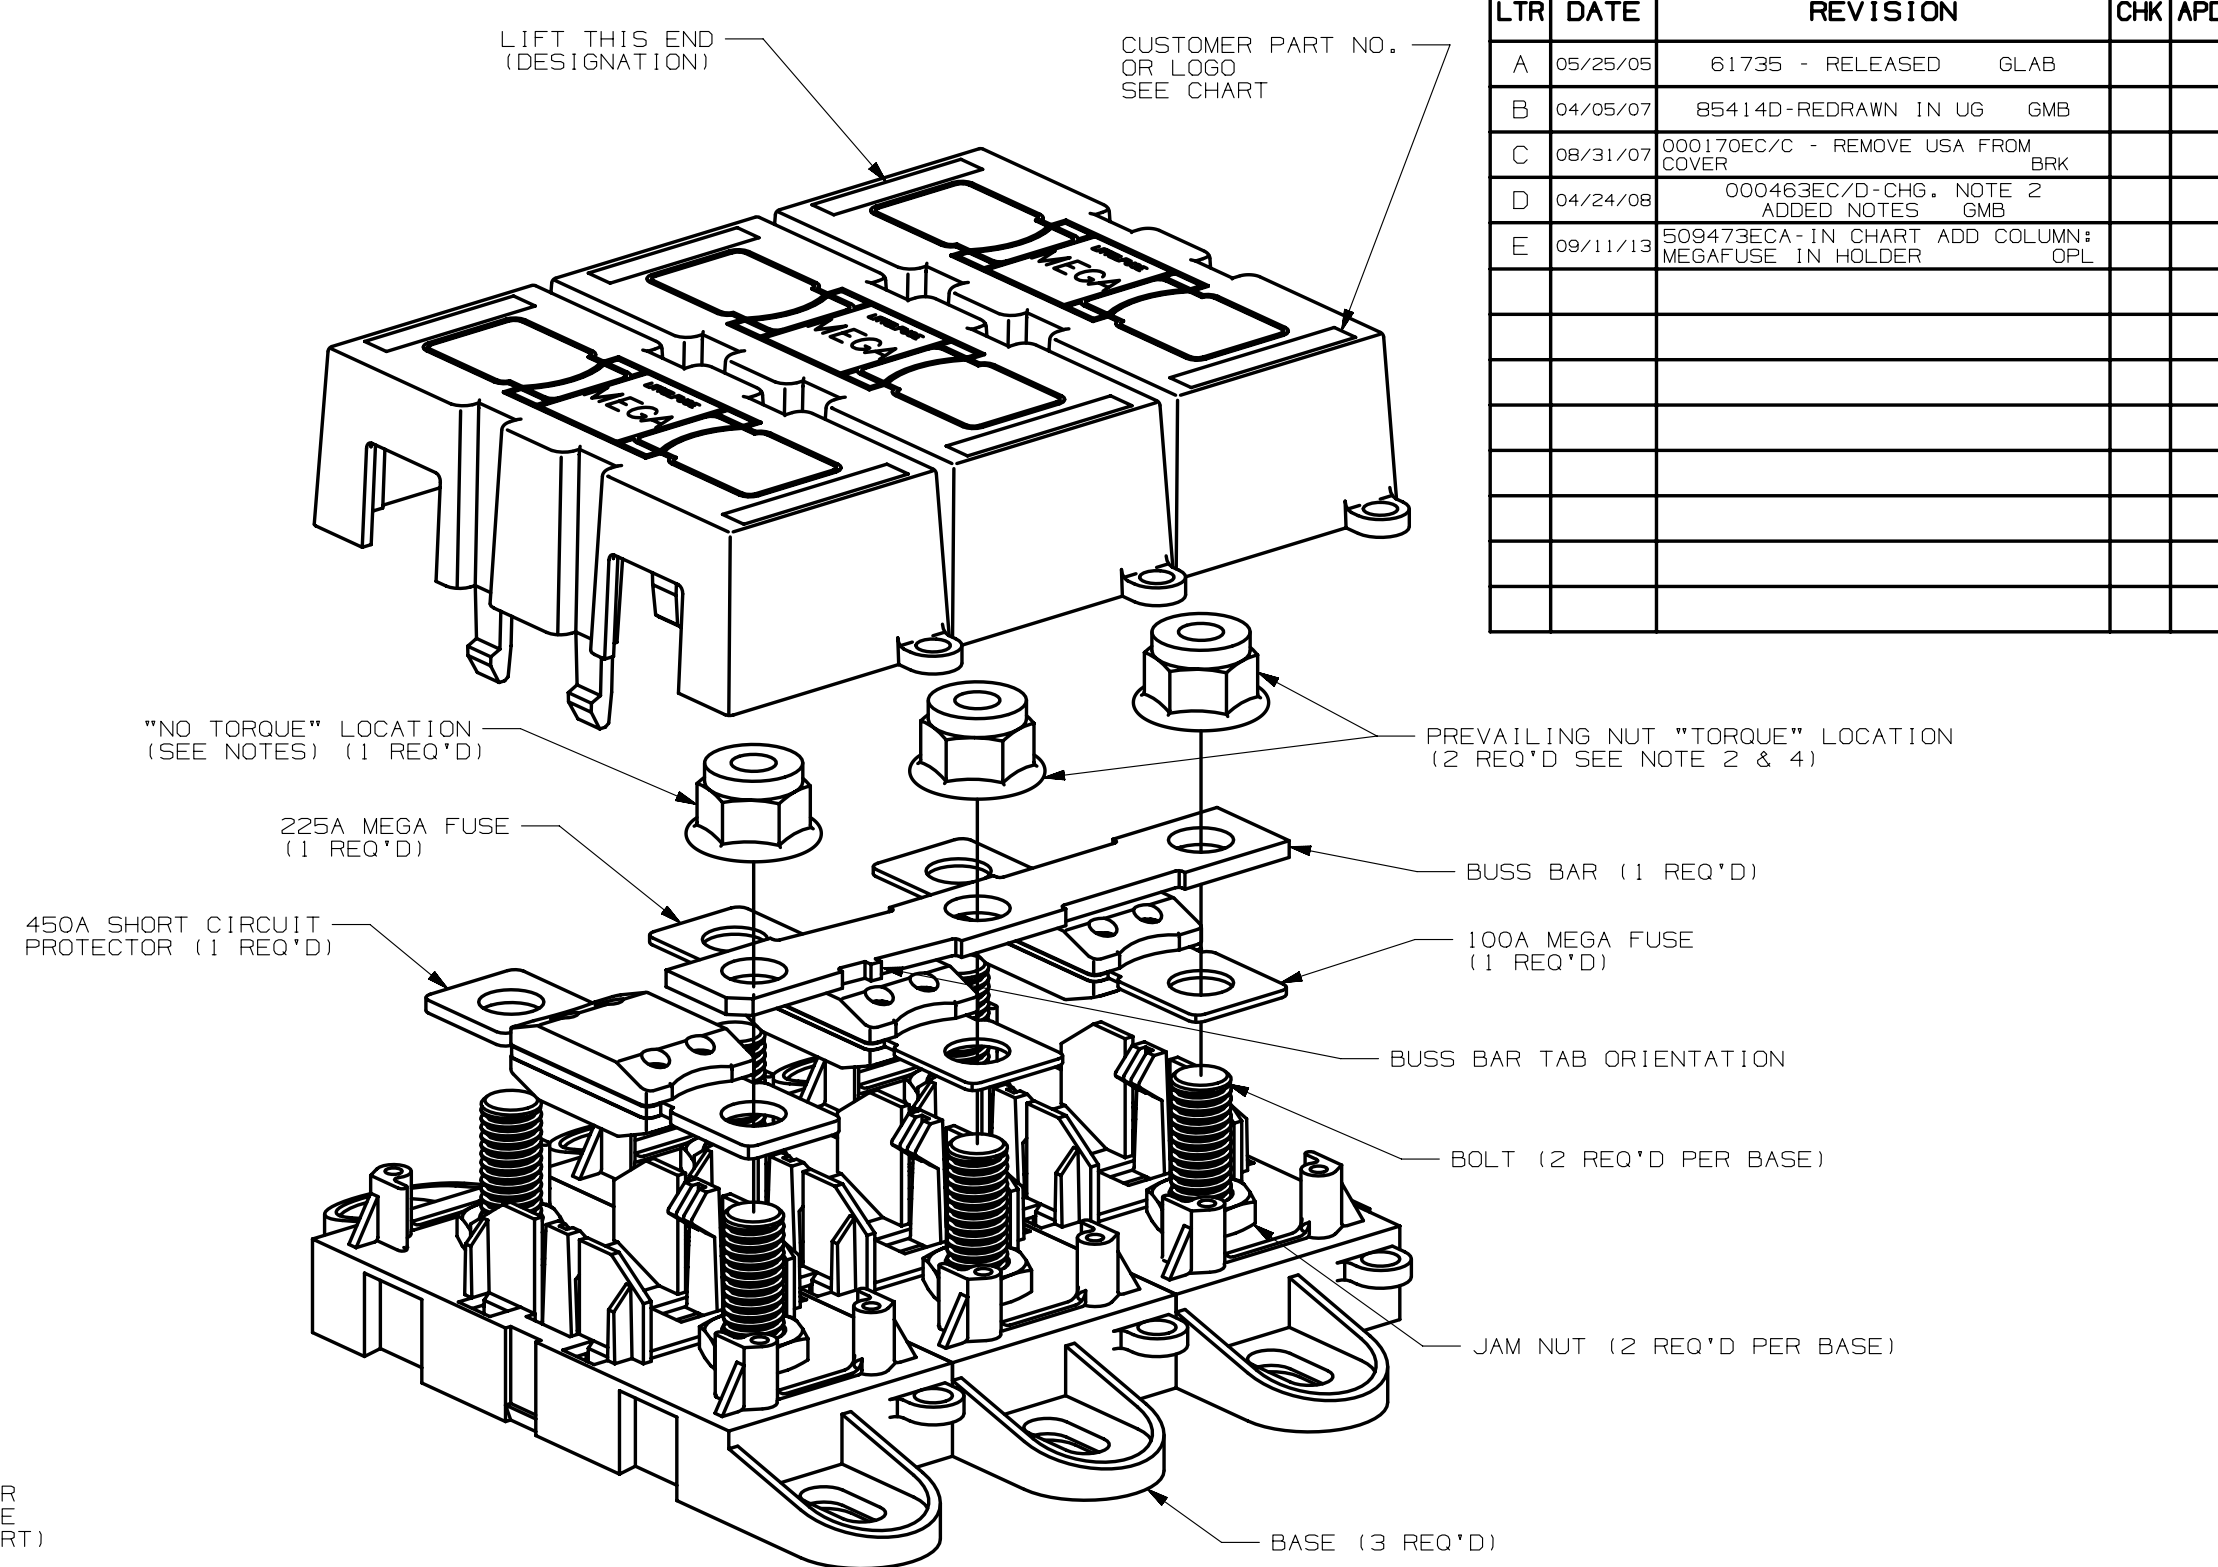 LTR DATE REVISION CHK APD
A 05/25/05 61735 - RELEASED GLAB
B 04/05/07 85414D-REDRAWN IN UG GMB
C 08/31/07 000170EC/C - REMOVE USA FROM
COVER BRK
D 04/24/08 000463EC/D-CHG. NOTE 2
ADDED NOTES GMB
E 09/11/13 509473ECA-IN CHART ADD COLUMN:
MEGAFUSE IN HOLDER OPL
LIFT THIS END
(DESIGNATION)
CUSTOMER PART NO.
OR LOGO
SEE CHART
LITTELFUSE
MEGA
LITTELFUSE
MEGA
LITTELFUSE
MEGA
"NO TORQUE" LOCATION
(SEE NOTES) (1 REQ'D)
PREVAILING NUT "TORQUE" LOCATION
(2 REQ'D SEE NOTE 2 & 4)
225A MEGA FUSE
(1 REQ'D)
BUSS BAR (1 REQ'D)
450A SHORT CIRCUIT
PROTECTOR (1 REQ'D)
100A MEGA FUSE
(1 REQ'D)
BUSS BAR TAB ORIENTATION
BOLT (2 REQ'D PER BASE)
JAM NUT (2 REQ'D PER BASE)
BASE (3 REQ'D)
R
E
RT)